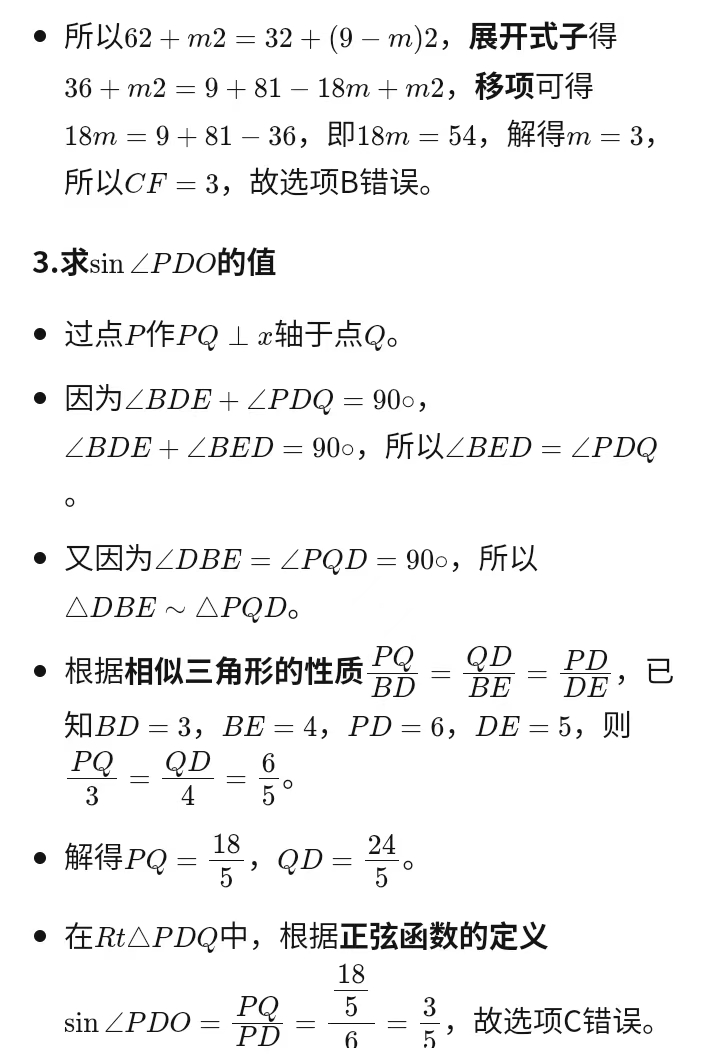 • 所以62 + m2 = 32 + (9 − m)2，展开式子得
36 + m2 = 9 + 81 − 18m + m2，移项可得
18m = 9 + 81 − 36，即18m = 54，解得m = 3，
所以CF = 3，故选项B错误。
3.求sin∠PDO的值
• 过点P作PQ ⊥ x轴于点Q。
• 因为∠BDE + ∠PDQ = 90∘，
∠BDE + ∠BED = 90∘，所以∠BED = ∠PDQ
。
• 又因为∠DBE = ∠PQD = 90∘，所以
△DBE ∼ △PQD。
• 根据相似三角形的性质PQ/BD = QD/BE = PD/DE，已
知BD = 3，BE = 4，PD = 6，DE = 5，则
PQ/3 = QD/4 = 6/5。
• 解得PQ = 18/5，QD = 24/5。
• 在Rt△PDQ中，根据正弦函数的定义
sin∠PDO = PQ/PD = (18/5)/6 = 3/5，故选项C错误。